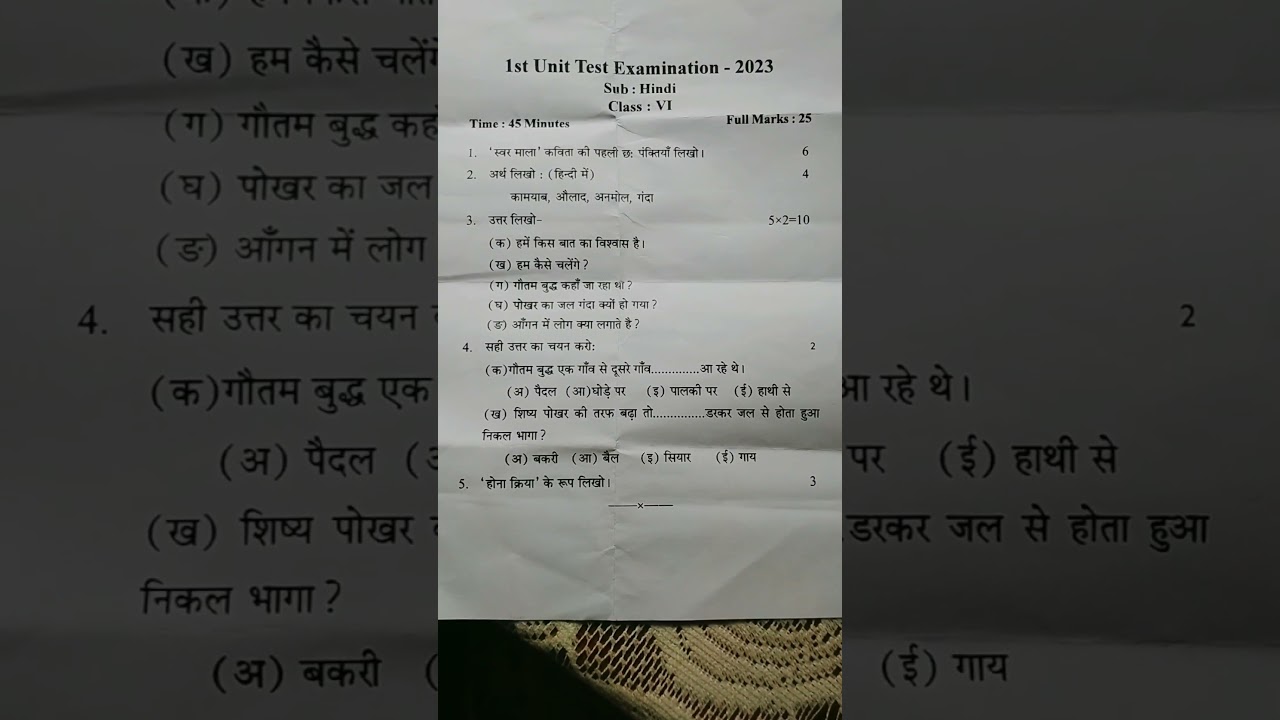 1st Unit Test Examination - 2023
Sub : Hindi
Class : VI
Time : 45 Minutes Full Marks : 25
1. 'स्वर माला' कविता की पहली छ: पंक्तियाँ लिखो। 6
2. अर्थ लिखो : (हिन्दी में) 4
कामयाब, औलाद, अनमोल, गंदा
3. उत्तर लिखो- 5×2=10
(क) हमें किस बात का विश्वास है।
(ख) हम कैसे चलेंगे ?
(ग) गौतम बुद्ध कहाँ जा रहा था ?
(घ) पोखर का जल गंदा क्यों हो गया ?
(ङ) आँगन में लोग क्या लगाते है ?
4. सही उत्तर का चयन करो: 2
(क)गौतम बुद्ध एक गाँव से दूसरे गाँव..............आ रहे थे।
(अ) पैदल (आ)घोड़े पर (इ) पालकी पर (ई) हाथी से
(ख) शिष्य पोखर की तरफ बढ़ा तो...............डरकर जल से होता हुआ
निकल भागा ?
(अ) बकरी (आ) बैल (इ) सियार (ई) गाय
5. 'होना क्रिया' के रूप लिखो। 3
——×——